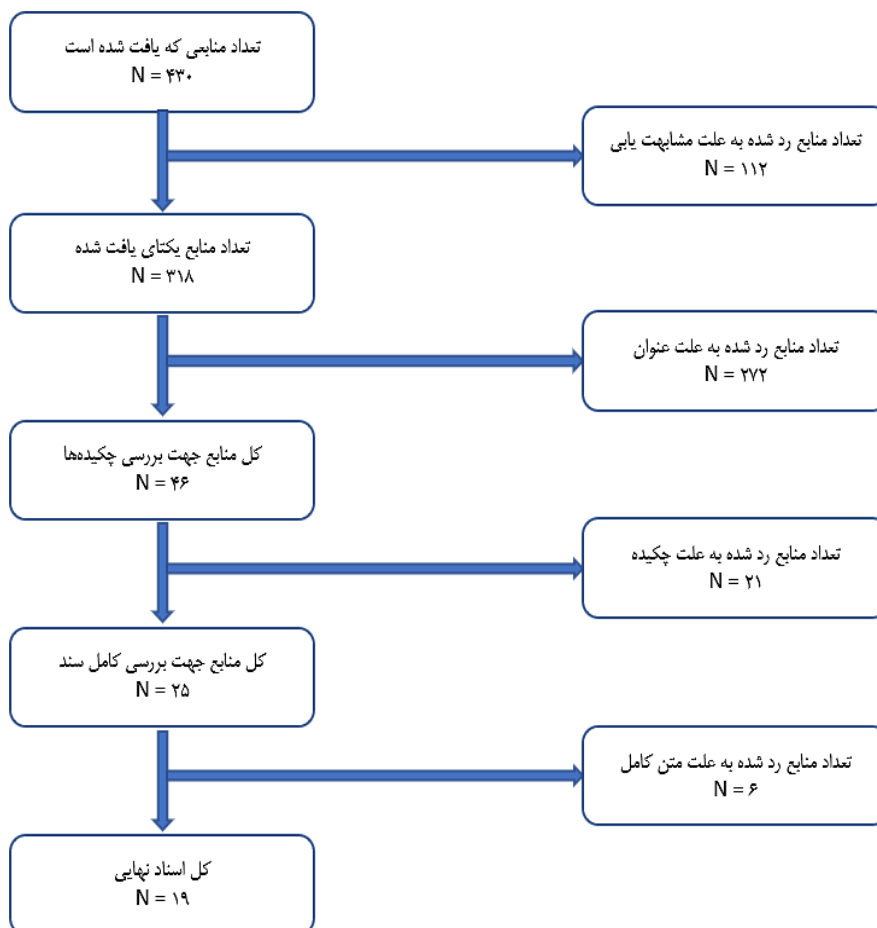 تعداد منابعی که یافت شده است
N = ۴۳۰
تعداد منابع رد شده به علت مشابهت یابی
N = ۱۱۲
تعداد منابع یکتای یافت شده
N = ۳۱۸
تعداد منابع رد شده به علت عنوان
N = ۲۷۲
کل منابع جهت بررسی چکیده‌ها
N = ۴۶
تعداد منابع رد شده به علت چکیده
N = ۲۱
کل منابع جهت بررسی کامل سند
N = ۲۵
تعداد منابع رد شده به علت متن کامل
N = ۶
کل اسناد نهایی
N = ۱۹